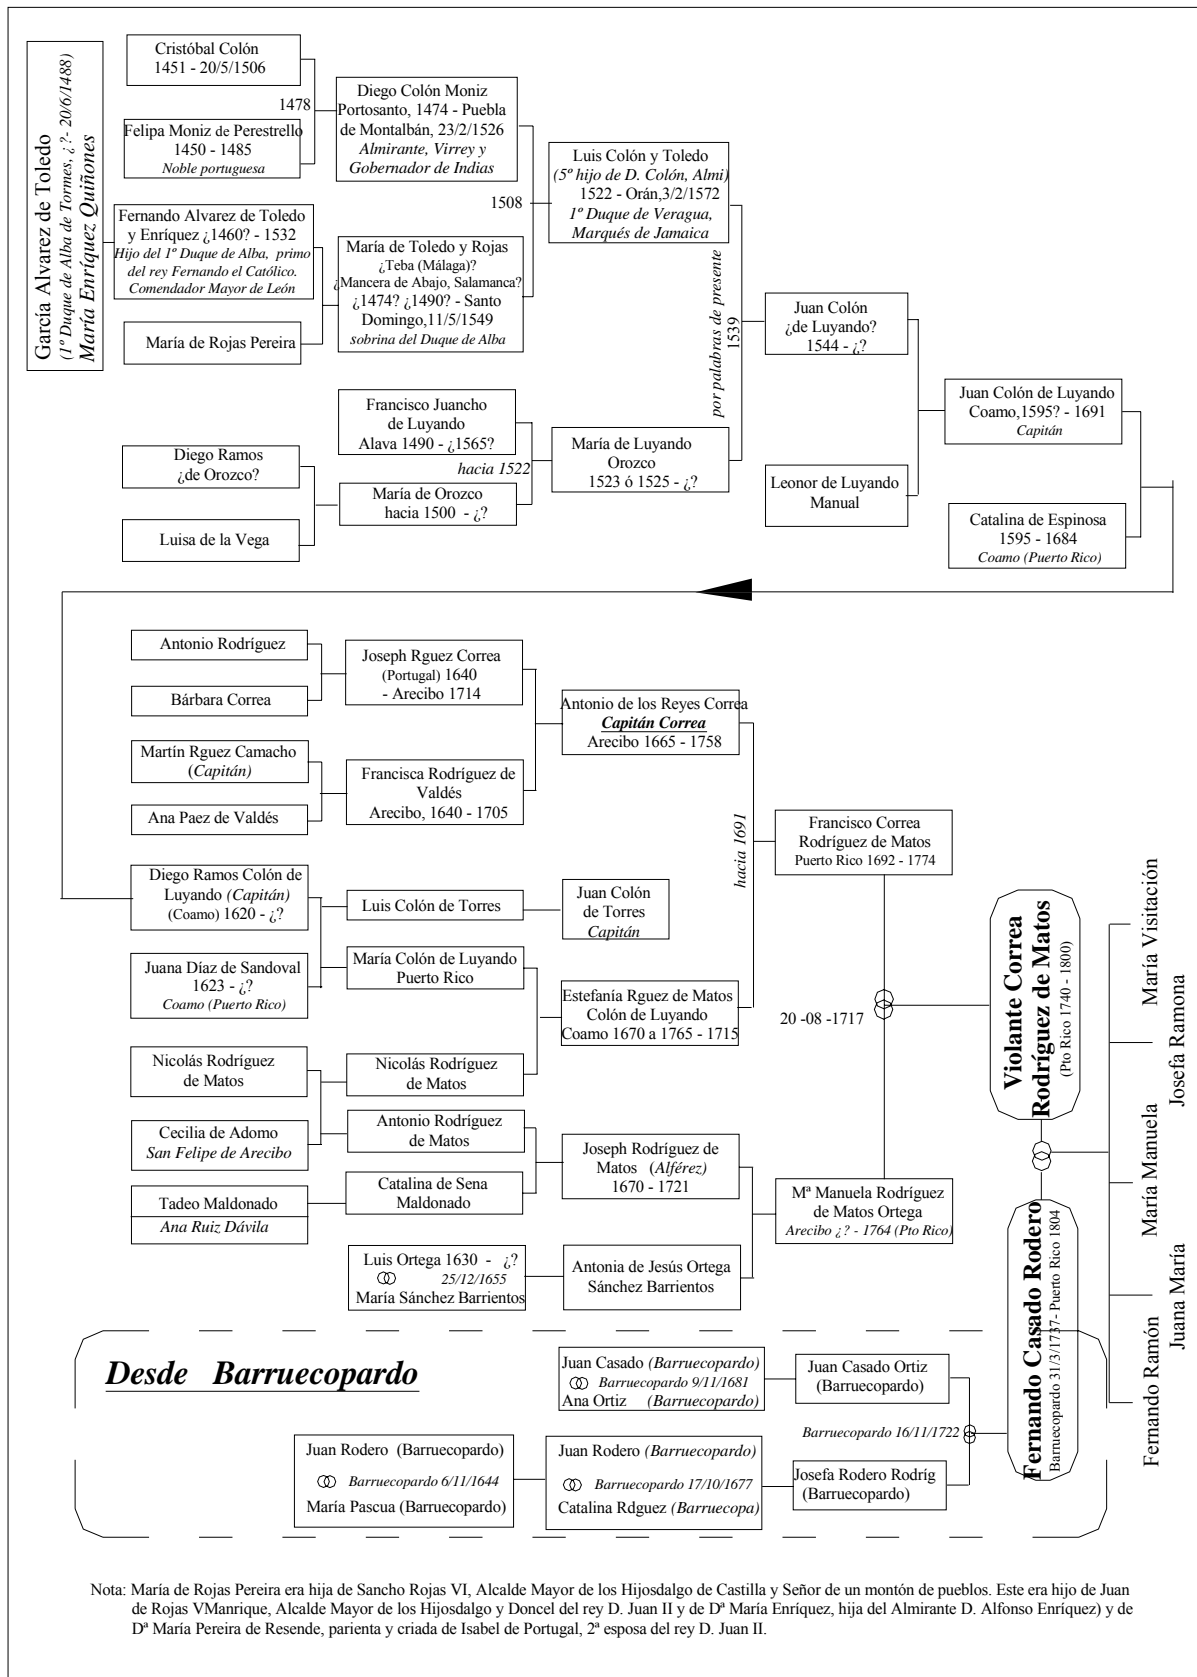 García Alvarez de Toledo
(1º Duque de Alba de Tormes, ¿?- 20/6/1488)
María Enríquez Quiñones
Cristóbal Colón
1451 - 20/5/1506
1478
Felipa Moniz de Perestrello
1450 - 1485
Noble portuguesa
Fernando Alvarez de Toledo
y Enríquez ¿1460? - 1532
Hijo del 1º Duque de Alba, primo
del rey Fernando el Católico.
Comendador Mayor de León
María de Rojas Pereira
Diego Colón Moniz
Portosanto, 1474 - Puebla
de Montalbán, 23/2/1526
Almirante, Virrey y
Gobernador de Indias
1508
María de Toledo y Rojas
¿Teba (Málaga)?
¿Mancera de Abajo, Salamanca?
¿1474? ¿1490? - Santo
Domingo,11/5/1549
sobrina del Duque de Alba
Luis Colón y Toledo
(5º hijo de D. Colón, Almi)
1522 - Orán,3/2/1572
1º Duque de Veragua,
Marqués de Jamaica
por palabras de presente
1539
Francisco Juancho
de Luyando
Alava 1490 - ¿1565?
hacia 1522
Diego Ramos
¿de Orozco?
Luisa de la Vega
María de Orozco
hacia 1500 - ¿?
María de Luyando
Orozco
1523 ó 1525 - ¿?
Juan Colón
¿de Luyando?
1544 - ¿?
Leonor de Luyando
Manual
Juan Colón de Luyando
Coamo,1595? - 1691
Capitán
Catalina de Espinosa
1595 - 1684
Coamo (Puerto Rico)
Antonio Rodríguez
Bárbara Correa
Joseph Rguez Correa
(Portugal) 1640
- Arecibo 1714
Martín Rguez Camacho
(Capitán)
Ana Paez de Valdés
Francisca Rodríguez de
Valdés
Arecibo, 1640 - 1705
Antonio de los Reyes Correa
Capitán Correa
Arecibo 1665 - 1758
hacia 1691
Diego Ramos Colón de
Luyando (Capitán)
(Coamo) 1620 - ¿?
Juana Díaz de Sandoval
1623 - ¿?
Coamo (Puerto Rico)
Luis Colón de Torres
Juan Colón
de Torres
Capitán
María Colón de Luyando
Puerto Rico
Estefanía Rguez de Matos
Colón de Luyando
Coamo 1670 a 1765 - 1715
Nicolás Rodríguez
de Matos
Cecilia de Adomo
San Felipe de Arecibo
Nicolás Rodríguez
de Matos
Antonio Rodríguez
de Matos
Tadeo Maldonado
Ana Ruiz Dávila
Catalina de Sena
Maldonado
Joseph Rodríguez de
Matos (Alférez)
1670 - 1721
Luis Ortega 1630 - ¿?
25/12/1655
María Sánchez Barrientos
Antonia de Jesús Ortega
Sánchez Barrientos
Francisco Correa
Rodríguez de Matos
Puerto Rico 1692 - 1774
20 -08 -1717
Mª Manuela Rodríguez
de Matos Ortega
Arecibo ¿? - 1764 (Pto Rico)
Violante Correa
Rodríguez de Matos
(Pto Rico 1740 - 1800)
Fernando Casado Rodero
Barruecopardo 31/3/1737- Puerto Rico 1804
María Visitación
Josefa Ramona
María Manuela
Juana María
Fernando Ramón
Desde Barruecopardo
Juan Casado (Barruecopardo)
Barruecopardo 9/11/1681
Ana Ortiz (Barruecopardo)
Juan Casado Ortiz
(Barruecopardo)
Barruecopardo 16/11/1722
Juan Rodero (Barruecopardo)
Barruecopardo 6/11/1644
María Pascua (Barruecopardo)
Juan Rodero (Barruecopardo)
Barruecopardo 17/10/1677
Catalina Rdguez (Barruecopa)
Josefa Rodero Rodríg
(Barruecopardo)
Nota: María de Rojas Pereira era hija de Sancho Rojas VI, Alcalde Mayor de los Hijosdalgo de Castilla y Señor de un montón de pueblos. Este era hijo de Juan
de Rojas VManrique, Alcalde Mayor de los Hijosdalgo y Doncel del rey D. Juan II y de Dª María Enríquez, hija del Almirante D. Alfonso Enríquez) y de
Dª María Pereira de Resende, parienta y criada de Isabel de Portugal, 2ª esposa del rey D. Juan II.